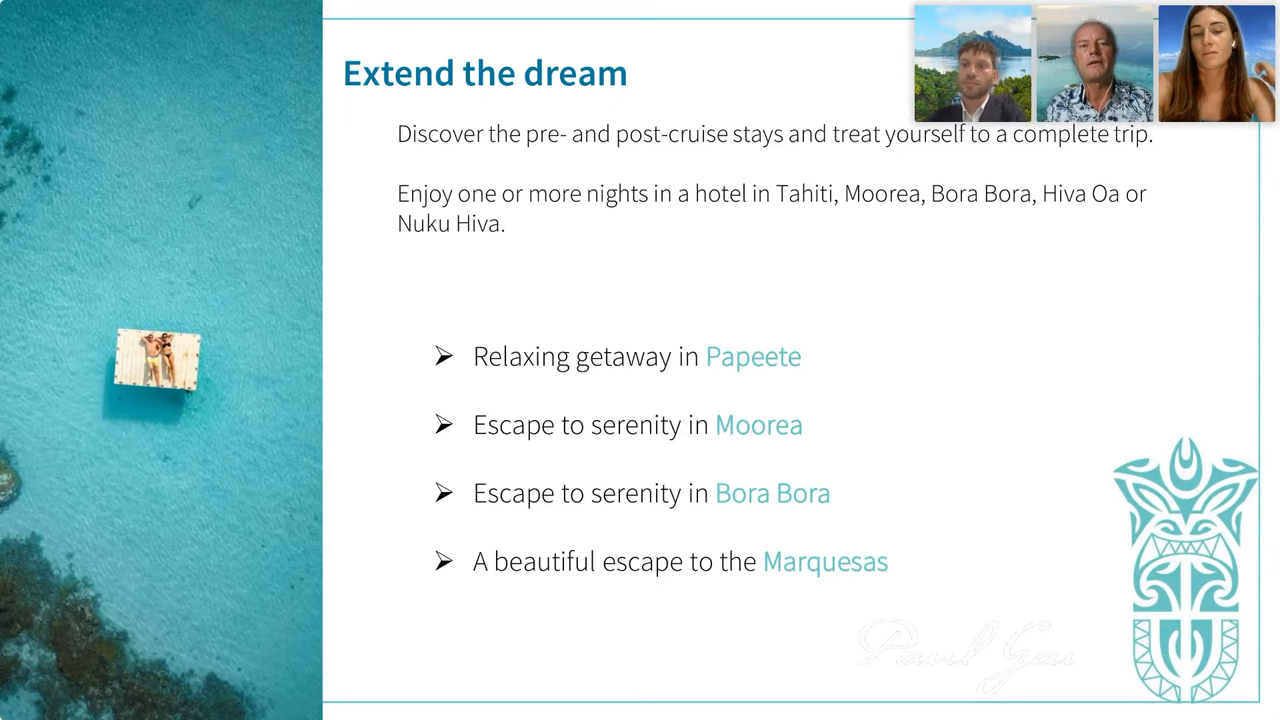 Extend the dream
Discover the pre- and post-cruise stays and treat yourself to a complete trip.
Enjoy one or more nights in a hotel in Tahiti, Moorea, Bora Bora, Hiva Oa or
Nuku Hiva.
➢ Relaxing getaway in Papeete
➢ Escape to serenity in Moorea
➢ Escape to serenity in Bora Bora
➢ A beautiful escape to the Marquesas
Paul Gau